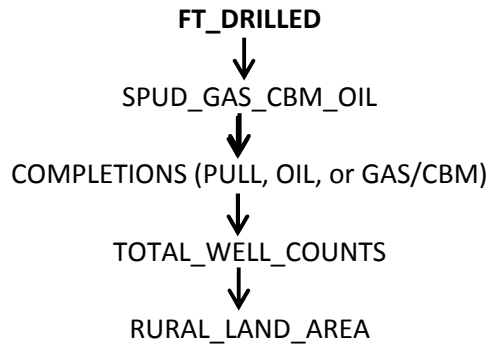 FT_DRILLED
SPUD_GAS_CBM_OIL
COMPLETIONS (PULL, OIL, or GAS/CBM)
TOTAL_WELL_COUNTS
RURAL_LAND_AREA